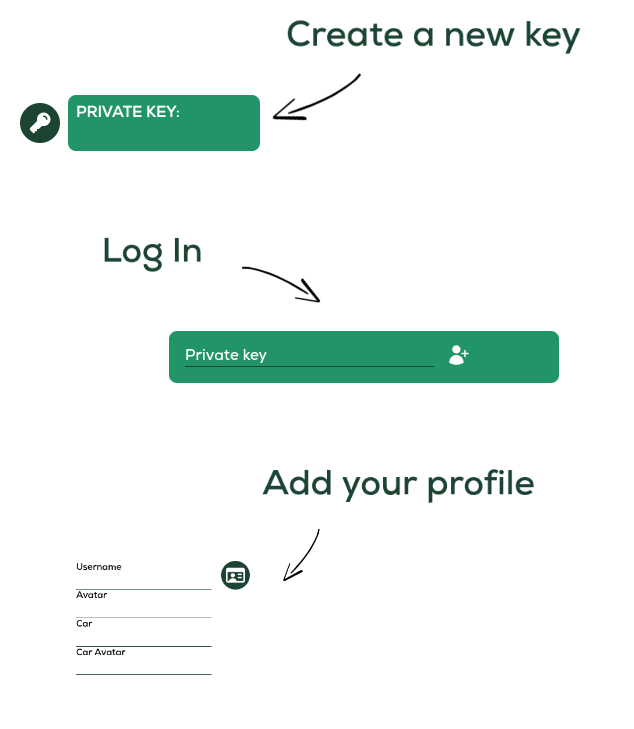 Create a new key
PRIVATE KEY:
Log In
Private key
Add your profile
Username
Avatar
Car
Car Avatar